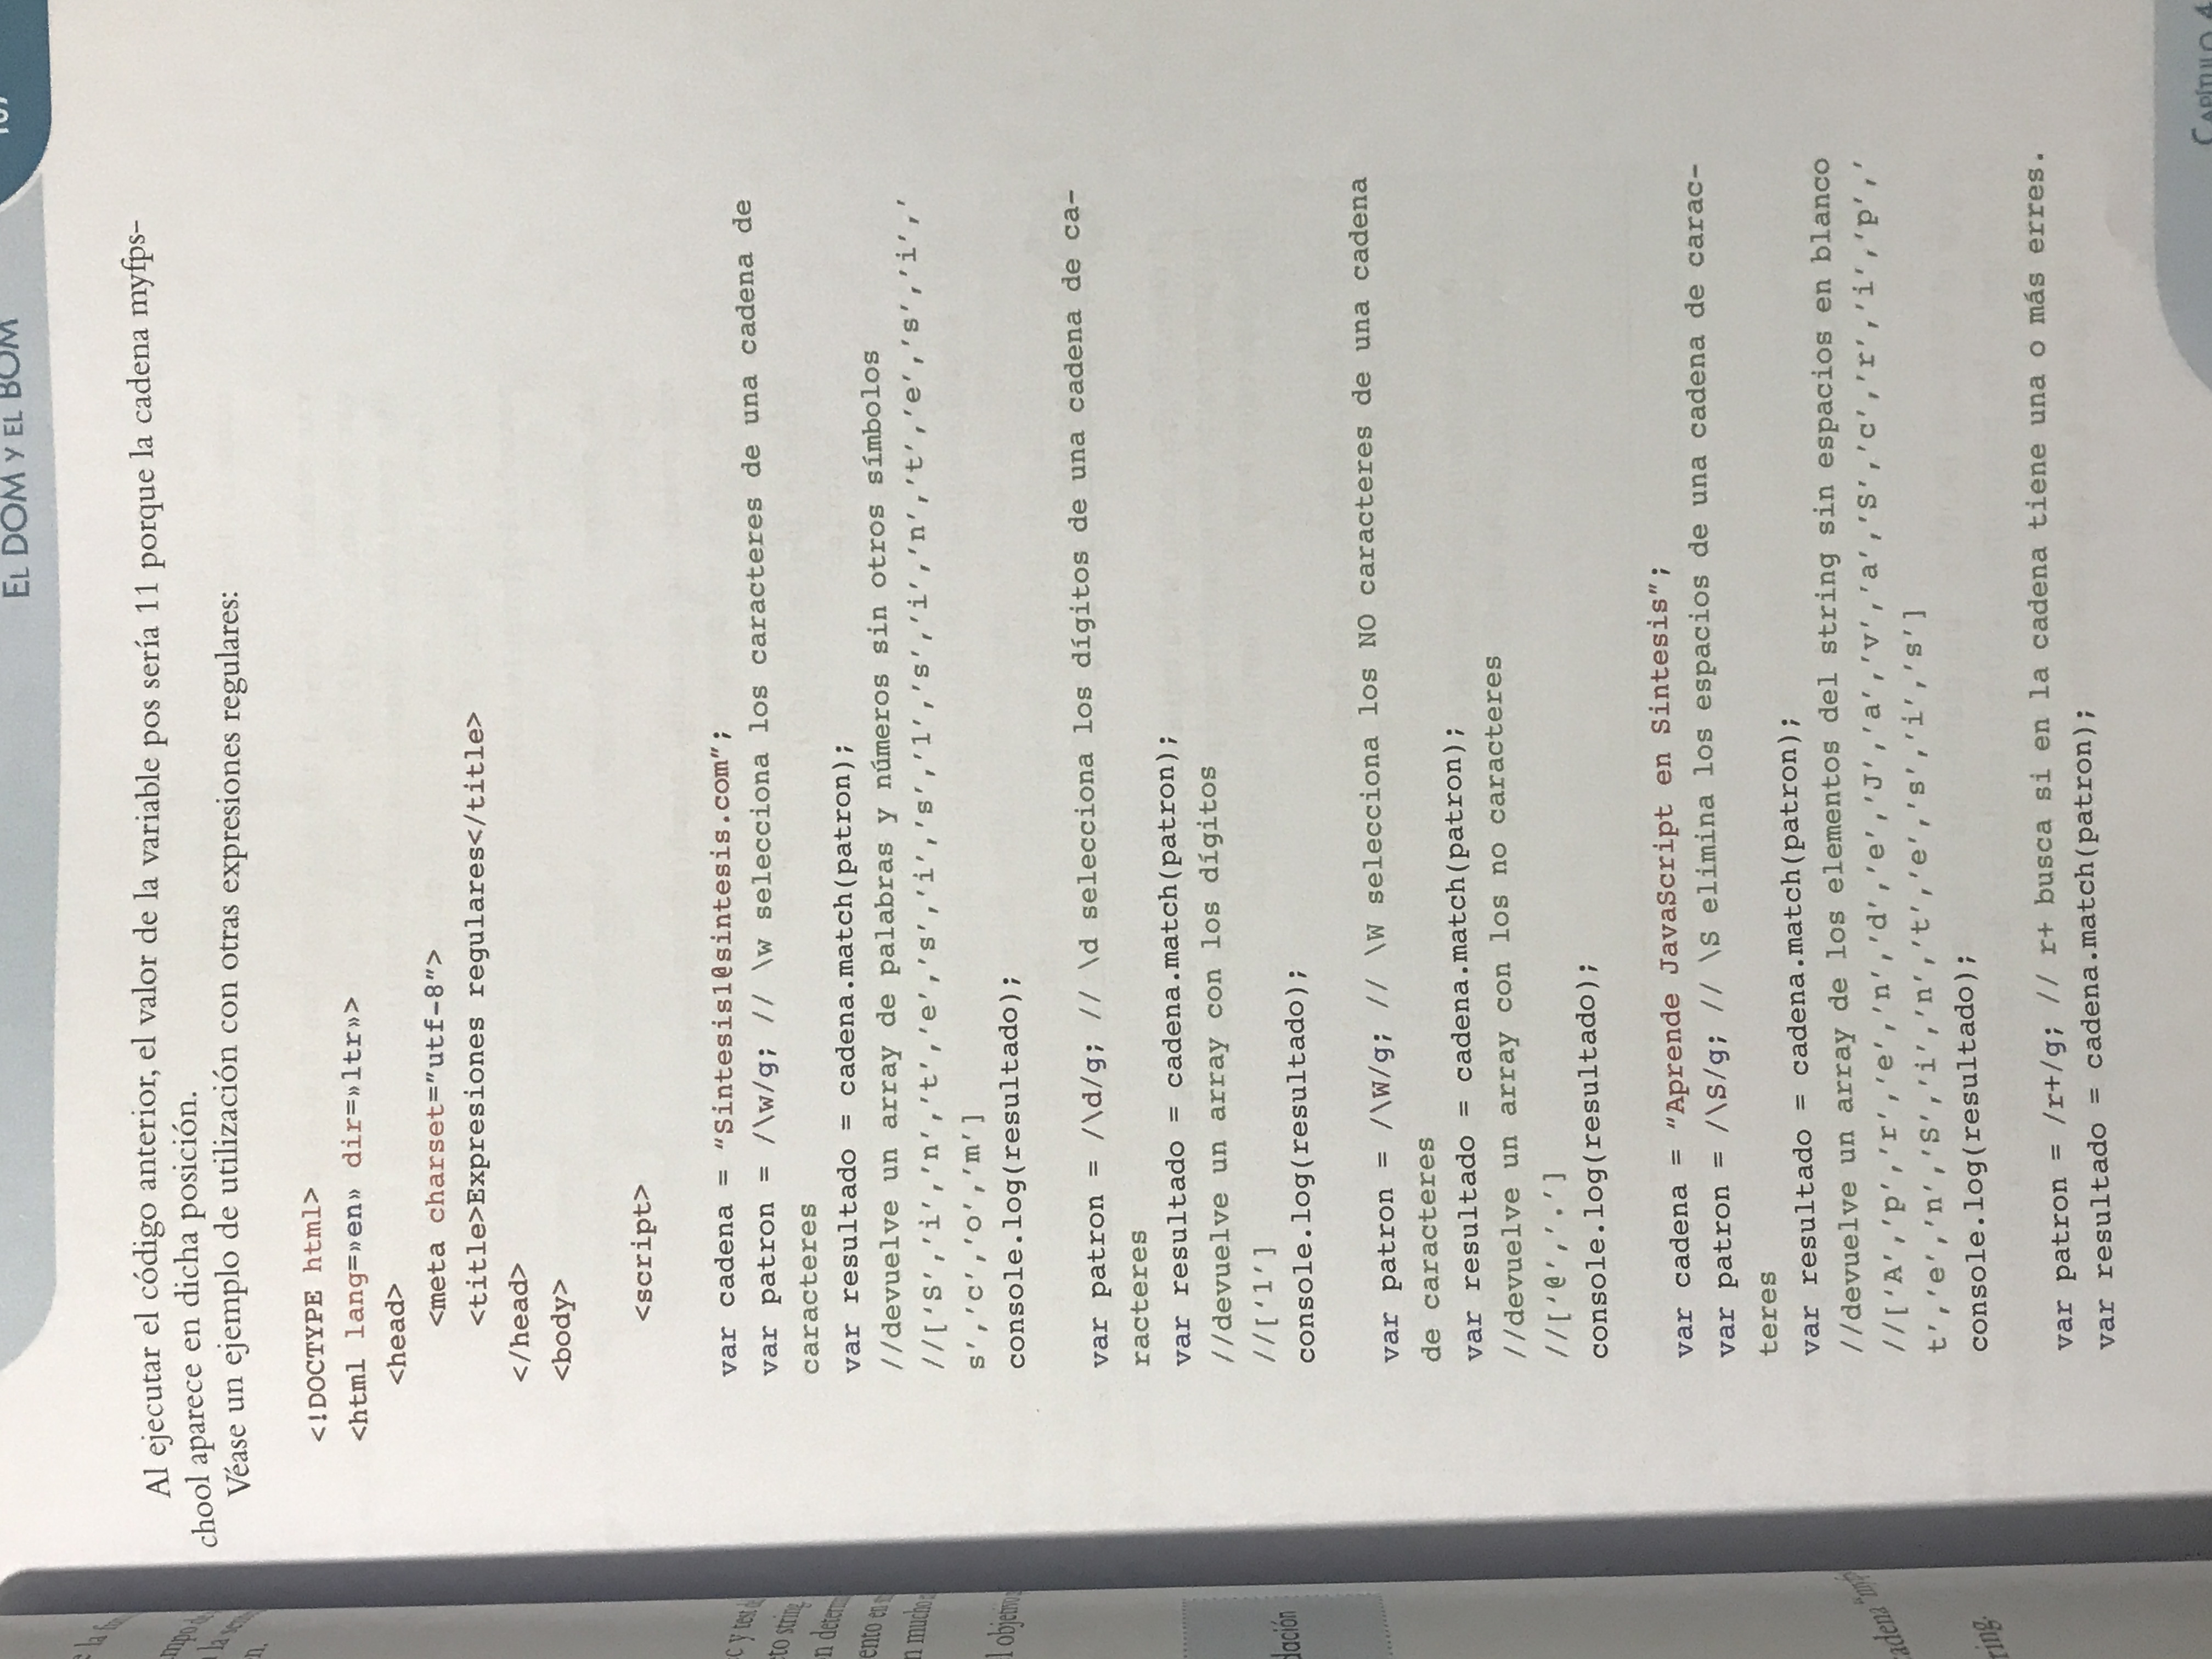 EL DOM Y EL BOM
Al ejecutar el código anterior, el valor de la variable pos sería 11 porque la cadena myfps-
chool aparece en dicha posición.
Véase un ejemplo de utilización con otras expresiones regulares:
<!DOCTYPE html>
<html lang=»en» dir=»ltr»>
<head>
<meta charset="utf-8">
<title>Expresiones regulares</title>
</head>
<body>
<script>
var cadena = “Sintesis1@sintesis.com”;
var patron = /\w/g; // \w selecciona los caracteres de una cadena de
caracteres
var resultado = cadena.match(patron);
//devuelve un array de palabras y números sin otros símbolos
//[‘S’,’i’,’n’,’t’,’e’,’s’,’i’,’s’,’1’,’s’,’i’,’n’,’t’,’e’,’s’,’i’,’
s’,’c’,’o’,’m’]
console.log(resultado);
var patron = /\d/g; // \d selecciona los dígitos de una cadena de ca-
racteres
var resultado = cadena.match(patron);
//devuelve un array con los dígitos
//[‘1’]
console.log(resultado);
var patron = /\W/g; // \W selecciona los NO caracteres de una cadena
de caracteres
var resultado = cadena.match(patron);
//devuelve un array con los no caracteres
//[‘@’,’.’]
console.log(resultado);
var cadena = “Aprende JavaScript en Sintesis”;
var patron = /\S/g; // \S elimina los espacios de una cadena de carac-
teres
var resultado = cadena.match(patron);
//devuelve un array de los elementos del string sin espacios en blanco
//[‘A’,’p’,’r’,’e’,’n’,’d’,’e’,’J’,’a’,’v’,’a’,’S’,’c’,’r’,’i’,’p’,’
t’,’e’,’n’,’S’,’i’,’n’,’t’,’e’,’s’,’i’,’s’]
console.log(resultado);
var patron = /r+/g; // r+ busca si en la cadena tiene una o más erres.
var resultado = cadena.match(patron);
CAPÍTULO 4